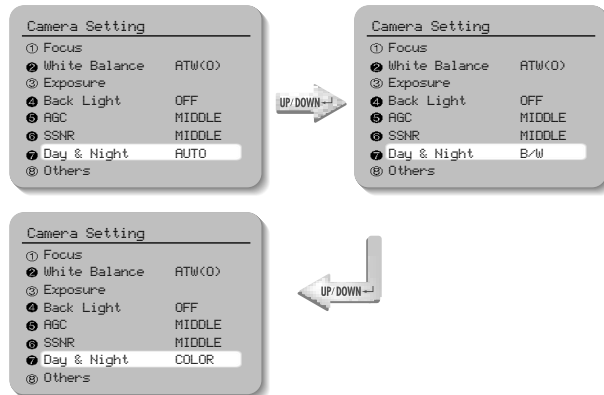 Camera Setting
① Focus
❷ White Balance ATW(O)
③ Exposure
❹ Back Light OFF
❺ AGC MIDDLE
❻ SSNR MIDDLE
❼ Day & Night AUTO
⑧ Others
UP/DOWN↵
Camera Setting
① Focus
❷ White Balance ATW(O)
③ Exposure
❹ Back Light OFF
❺ AGC MIDDLE
❻ SSNR MIDDLE
❼ Day & Night B/W
⑧ Others
UP/DOWN↵
Camera Setting
① Focus
❷ White Balance ATW(O)
③ Exposure
❹ Back Light OFF
❺ AGC MIDDLE
❻ SSNR MIDDLE
❼ Day & Night COLOR
⑧ Others